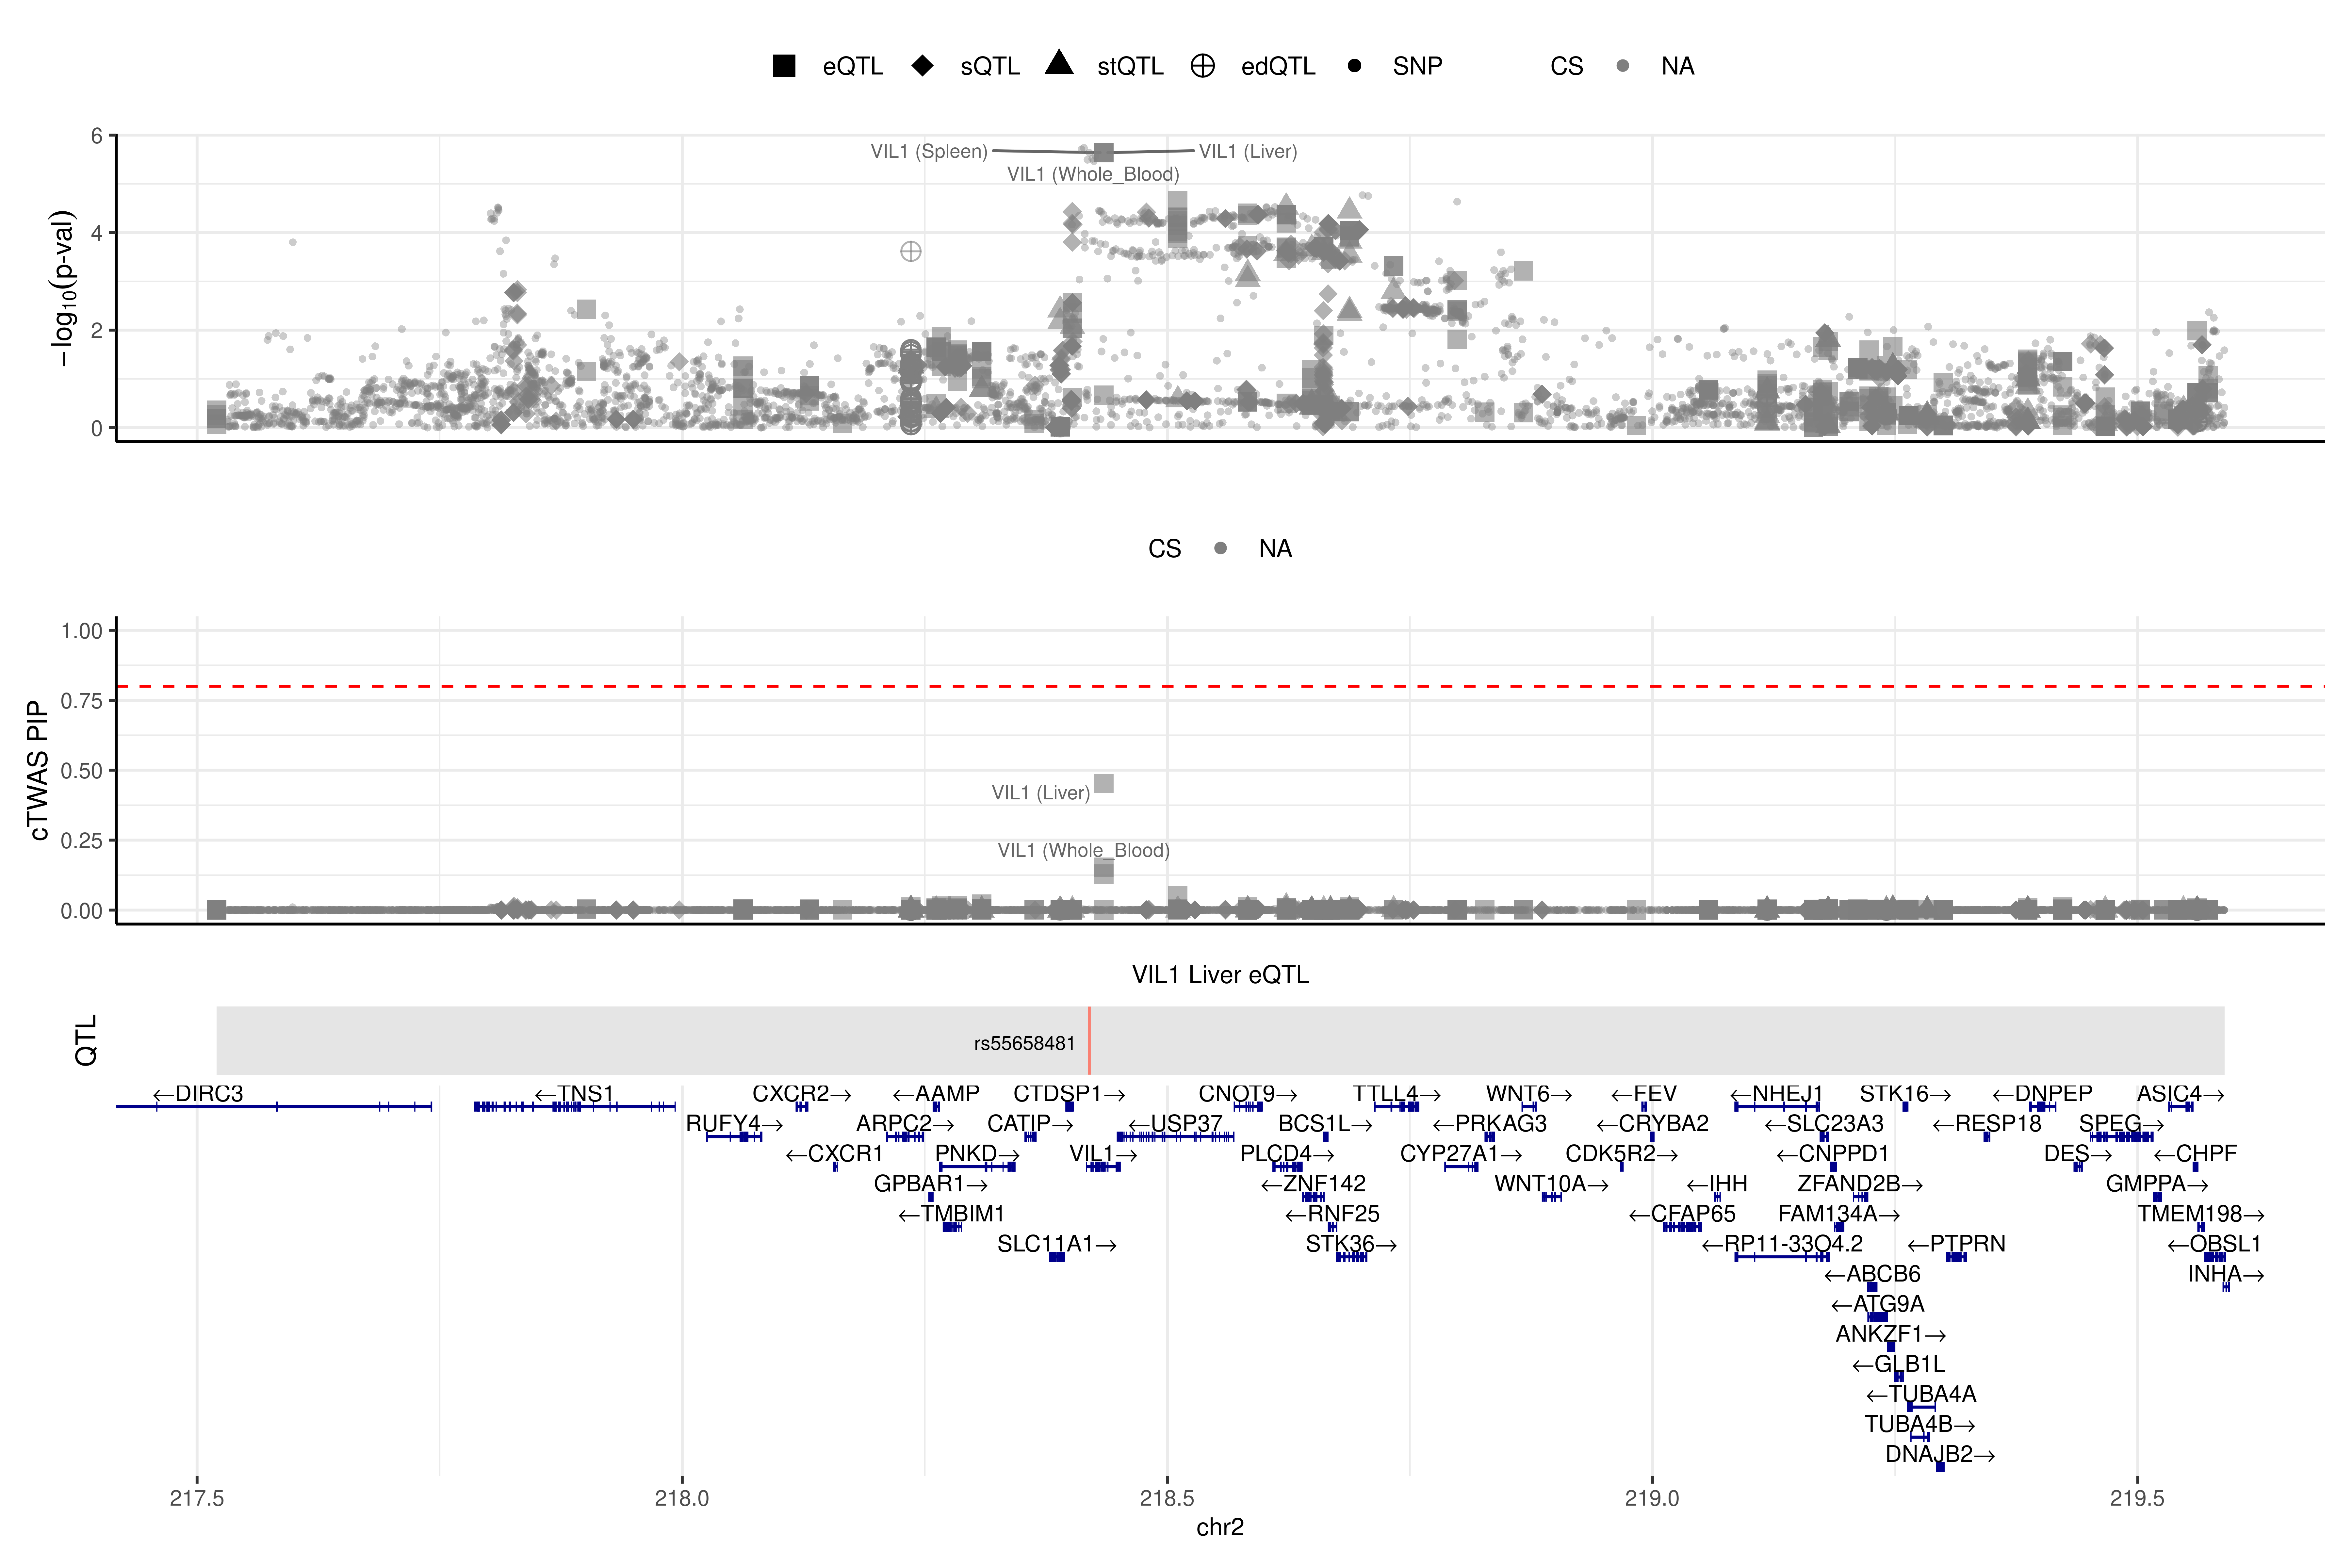 eQTL sQTL stQTL edQTL SNP CS NA
6
VIL1 (Spleen) VIL1 (Liver)
VIL1 (Whole_Blood)
4
2
0
−log10(p-val)
CS NA
1.00
0.75
0.50
VIL1 (Liver)
0.25
VIL1 (Whole_Blood)
0.00
cTWAS PIP
VIL1 Liver eQTL
QTL
rs55658481
←DIRC3 ←TNS1 CXCR2→ ←AAMP CTDSP1→ CNOT9→ TTLL4→ WNT6→ ←FEV ←NHEJ1 STK16→ ←DNPEP ASIC4→
RUFY4→ ARPC2→ CATIP→ ←USP37 BCS1L→ ←PRKAG3 ←CRYBA2 ←SLC23A3 ←RESP18 SPEG→
←CXCR1 PNKD→ VIL1→ PLCD4→ CYP27A1→ CDK5R2→ ←CNPPD1 DES→ ←CHPF
GPBAR1→ ←ZNF142 WNT10A→ ←IHH ZFAND2B→ GMPPA→
←TMBIM1 ←RNF25 ←CFAP65 FAM134A→ TMEM198→
SLC11A1→ STK36→ ←RP11-33O4.2 ←PTPRN ←OBSL1
←ABCB6 INHA→
←ATG9A
ANKZF1→
←GLB1L
←TUBA4A
TUBA4B→
DNAJB2→
217.5 218.0 218.5 219.0 219.5
chr2